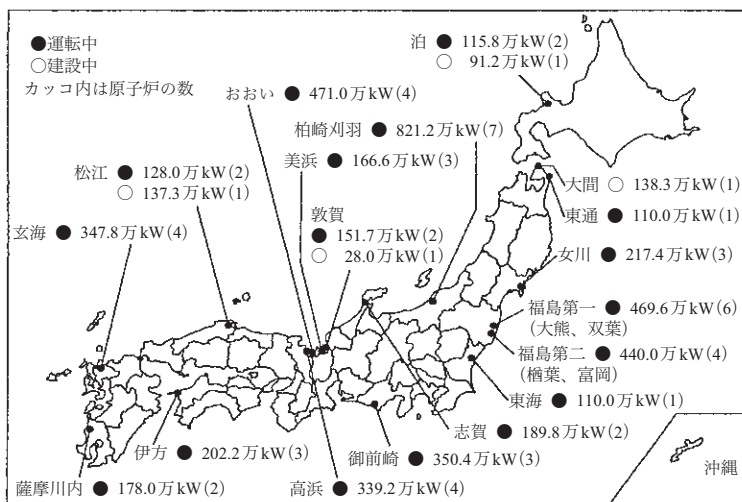 ●運転中
○建設中
カッコ内は原子炉の数
泊 ● 115.8万kW(2)
○ 91.2万kW(1)
おおい ● 471.0万kW(4)
柏崎刈羽 ● 821.2万kW(7)
美浜 ● 166.6万kW(3)
松江 ● 128.0万kW(2)
○ 137.3万kW(1)
大間 ○ 138.3万kW(1)
東通 ● 110.0万kW(1)
敦賀
● 151.7万kW(2)
○ 28.0万kW(1)
玄海 ● 347.8万kW(4)
女川 ● 217.4万kW(3)
福島第一 ● 469.6万kW(6)
(大熊、双葉)
福島第二 ● 440.0万kW(4)
(楢葉、富岡)
東海 ● 110.0万kW(1)
志賀 ● 189.8万kW(2)
伊方 ● 202.2万kW(3)
御前崎 ● 350.4万kW(3)
沖縄
薩摩川内 ● 178.0万kW(2)
高浜 ● 339.2万kW(4)